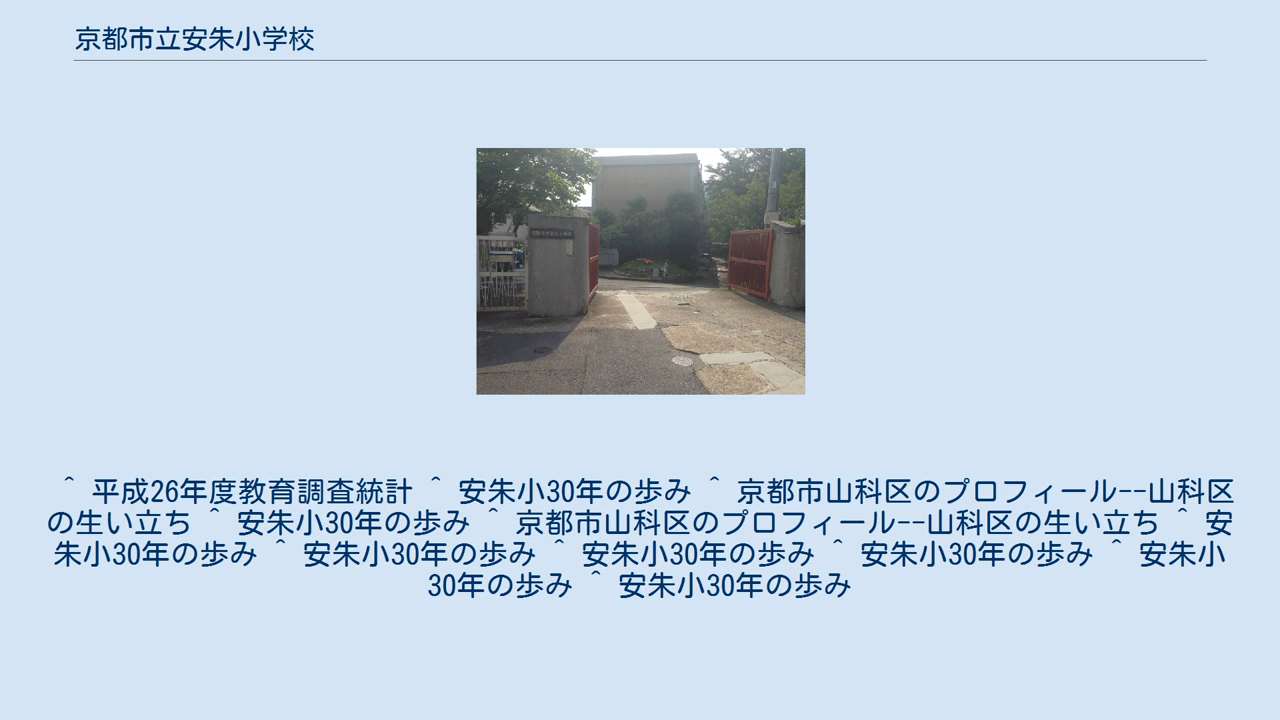 京都市立安朱小学校
^ 平成26年度教育調査統計 ^ 安朱小30年の歩み ^ 京都市山科区のプロフィール--山科区
の生い立ち ^ 安朱小30年の歩み ^ 京都市山科区のプロフィール--山科区の生い立ち ^ 安
朱小30年の歩み ^ 安朱小30年の歩み ^ 安朱小30年の歩み ^ 安朱小30年の歩み ^ 安朱小
30年の歩み ^ 安朱小30年の歩み